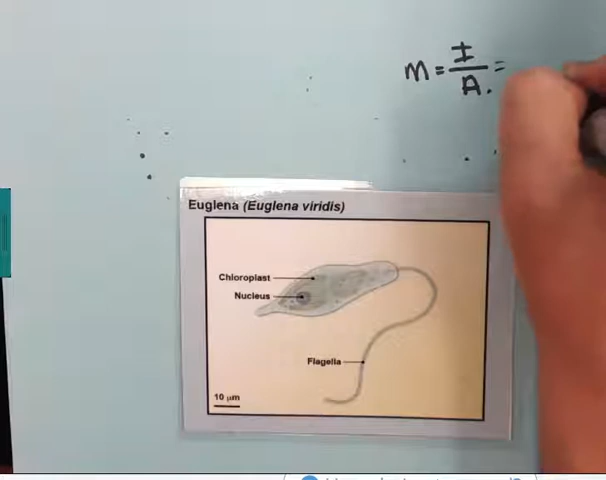 M = I/A =
Euglena (Euglena viridis)
Chloroplast
Nucleus
Flagella
10 μm